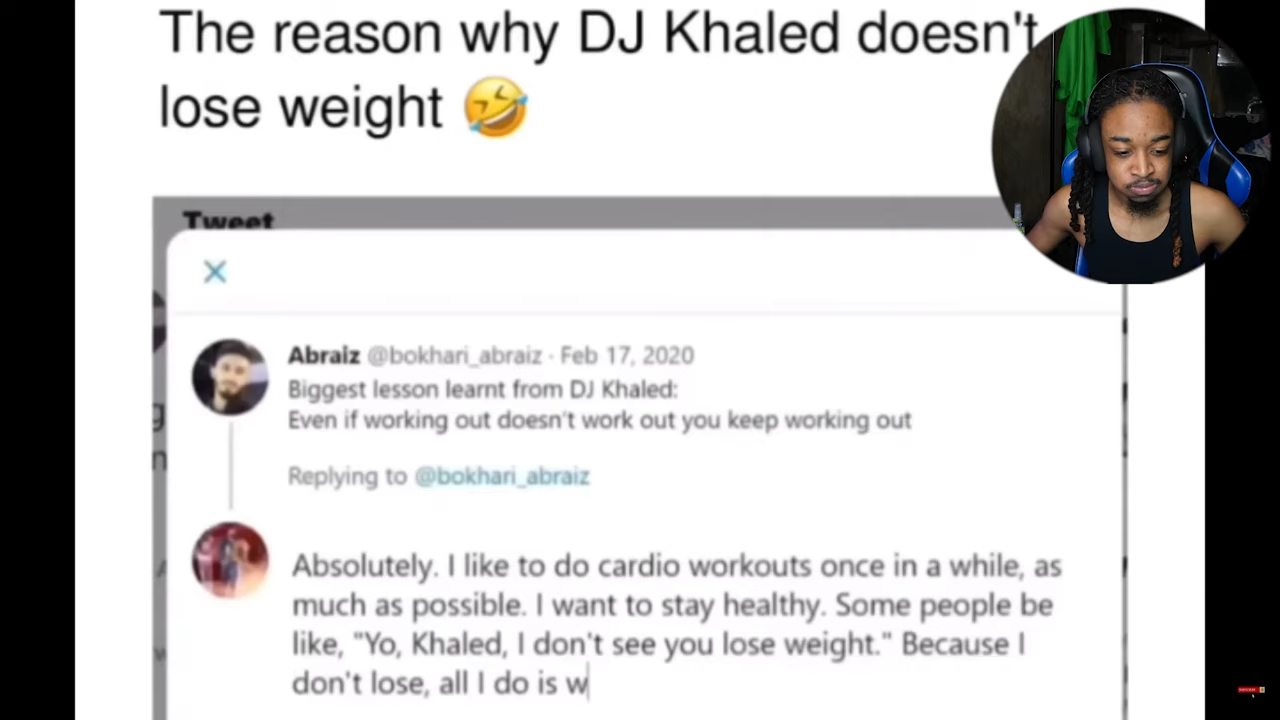 The reason why DJ Khaled doesn't
lose weight 🤣
Tweet
Abraiz @bokhari_abraiz · Feb 17, 2020
Biggest lesson learnt from DJ Khaled:
Even if working out doesn't work out you keep working out
Replying to @bokhari_abraiz
Absolutely. I like to do cardio workouts once in a while, as
much as possible. I want to stay healthy. Some people be
like, "Yo, Khaled, I don't see you lose weight." Because I
don't lose, all I do is w